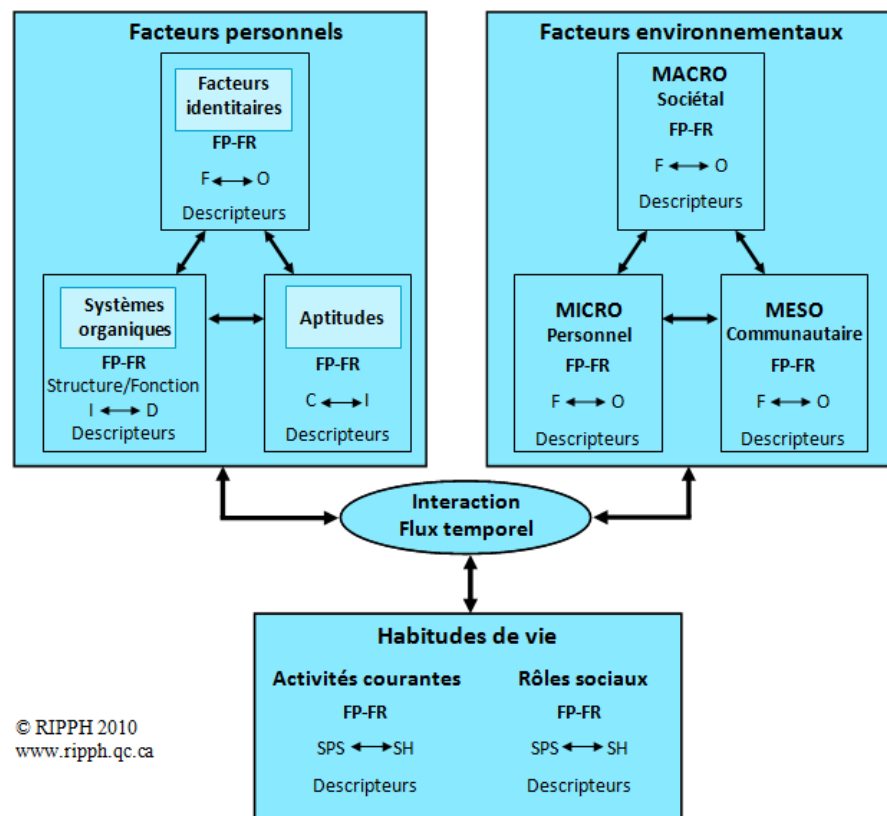 Facteurs personnels
Facteurs
identitaires
FP-FR
F O
Descripteurs
Systèmes
organiques
FP-FR
Structure/Fonction
I D
Descripteurs
Aptitudes
FP-FR
C I
Descripteurs
Facteurs environnementaux
MACRO
Sociétal
FP-FR
F O
Descripteurs
MICRO
Personnel
FP-FR
F O
Descripteurs
MESO
Communautaire
FP-FR
F O
Descripteurs
Interaction
Flux temporel
Habitudes de vie
Activités courantes
FP-FR
SPS SH
Descripteurs
Rôles sociaux
FP-FR
SPS SH
Descripteurs
© RIPPH 2010
www.ripph.qc.ca